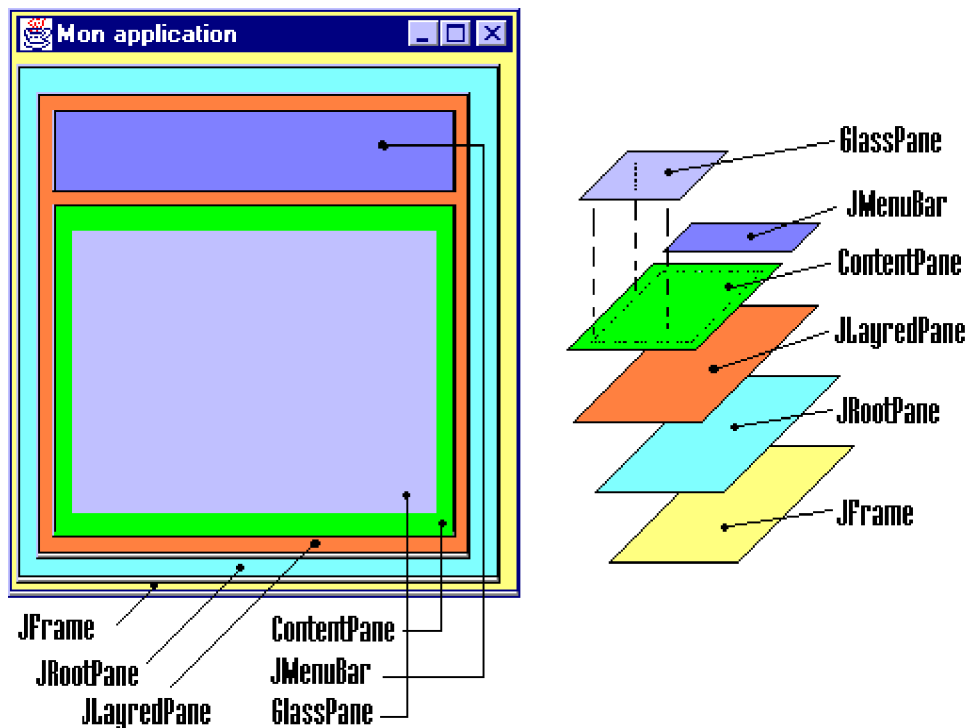 Mon application
GlassPane
JMenuBar
ContentPane
JLayredPane
JRootPane
JFrame
JFrame
ContentPane
JRootPane
JMenuBar
JLayredPane
GlassPane